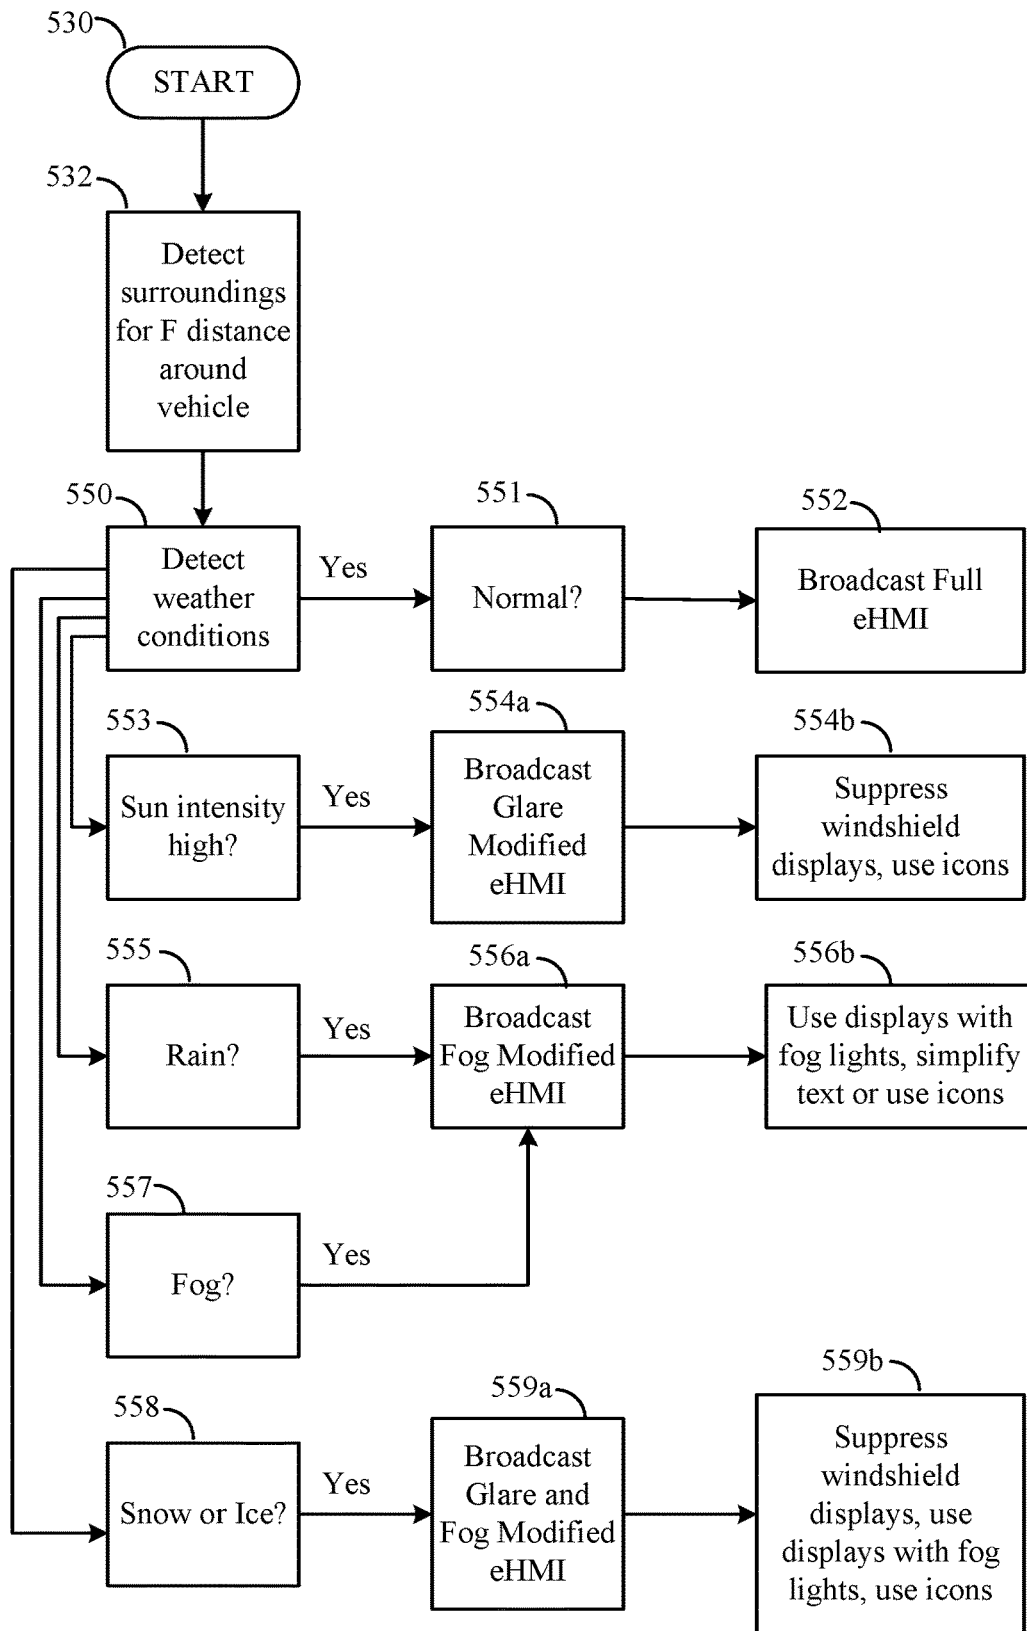 530
START
532
Detect
surroundings
for F distance
around
vehicle
550
Detect
weather
conditions
Yes
551
Normal?
552
Broadcast Full
eHMI
553
Sun intensity
high?
Yes
554a
Broadcast
Glare
Modified
eHMI
554b
Suppress
windshield
displays, use icons
555
Rain?
Yes
556a
Broadcast
Fog Modified
eHMI
556b
Use displays with
fog lights, simplify
text or use icons
557
Fog?
Yes
558
Snow or Ice?
Yes
559a
Broadcast
Glare and
Fog Modified
eHMI
559b
Suppress
windshield
displays, use
displays with fog
lights, use icons